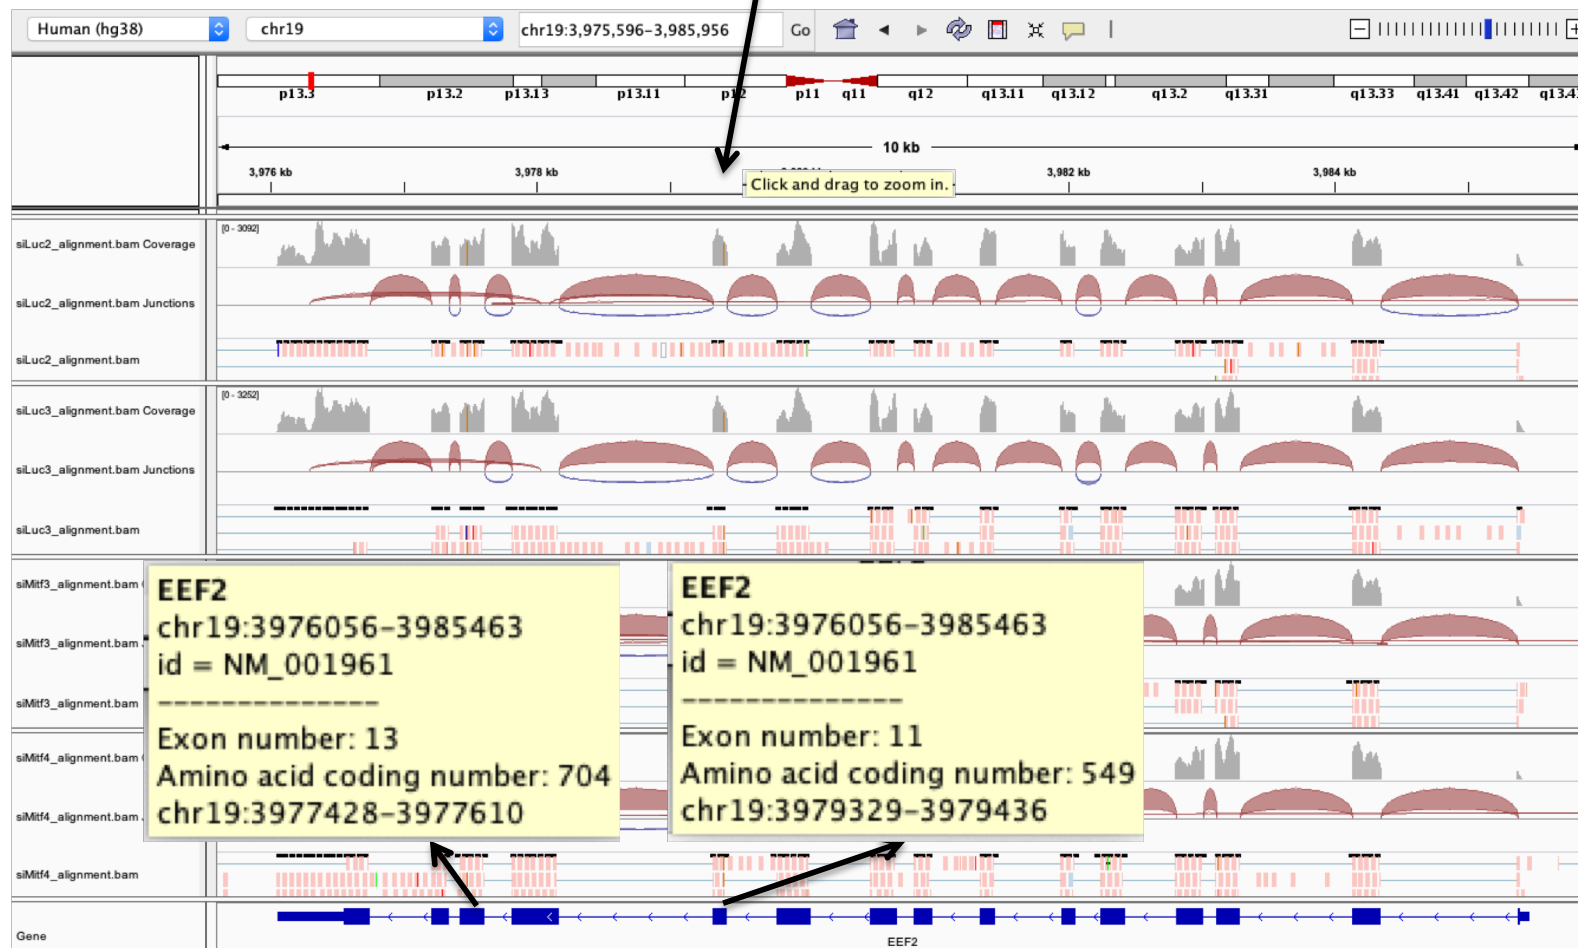 Human (hg38) chr19 chr19:3,975,596-3,985,956 Go
p13.3 p13.2 p13.13 p13.11 p12 p11 q11 q12 q13.11 q13.12 q13.2 q13.31 q13.33 q13.41 q13.42
10 kb
3,976 kb 3,978 kb 3,982 kb 3,984 kb
Click and drag to zoom in.
siLuc2_alignment.bam Coverage
[0 - 3092]
siLuc2_alignment.bam Junctions
siLuc2_alignment.bam
siLuc3_alignment.bam Coverage
[0 - 3252]
siLuc3_alignment.bam Junctions
siLuc3_alignment.bam
siMitf3_alignment.bam
siMitf3_alignment.bam
siMitf3_alignment.bam
siMitf4_alignment.bam
siMitf4_alignment.bam
siMitf4_alignment.bam
EEF2
chr19:3976056-3985463
id = NM_001961
--------------
Exon number: 13
Amino acid coding number: 704
chr19:3977428-3977610
EEF2
chr19:3976056-3985463
id = NM_001961
--------------
Exon number: 11
Amino acid coding number: 549
chr19:3979329-3979436
Gene
EEF2